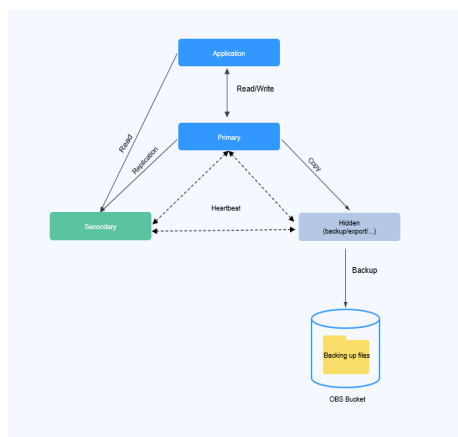 Application
Read/Write
Primary
Read
Replication
Copy
Heartbeat
Secondary
Hidden
(backup/export/...)
Backup
Backing up files
OBS Bucket